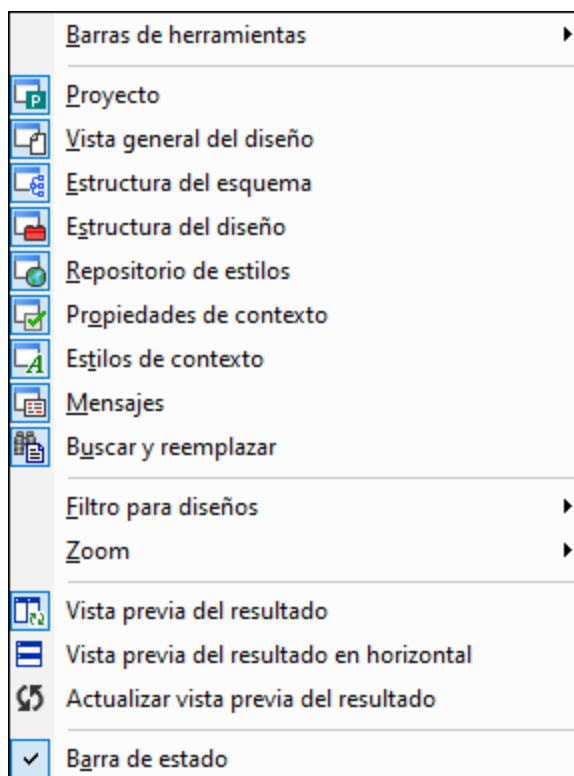 Barras de herramientas
Proyecto
Vista general del diseño
Estructura del esquema
Estructura del diseño
Repositorio de estilos
Propiedades de contexto
Estilos de contexto
Mensajes
Buscar y reemplazar
Filtro para diseños
Zoom
Vista previa del resultado
Vista previa del resultado en horizontal
Actualizar vista previa del resultado
Barra de estado